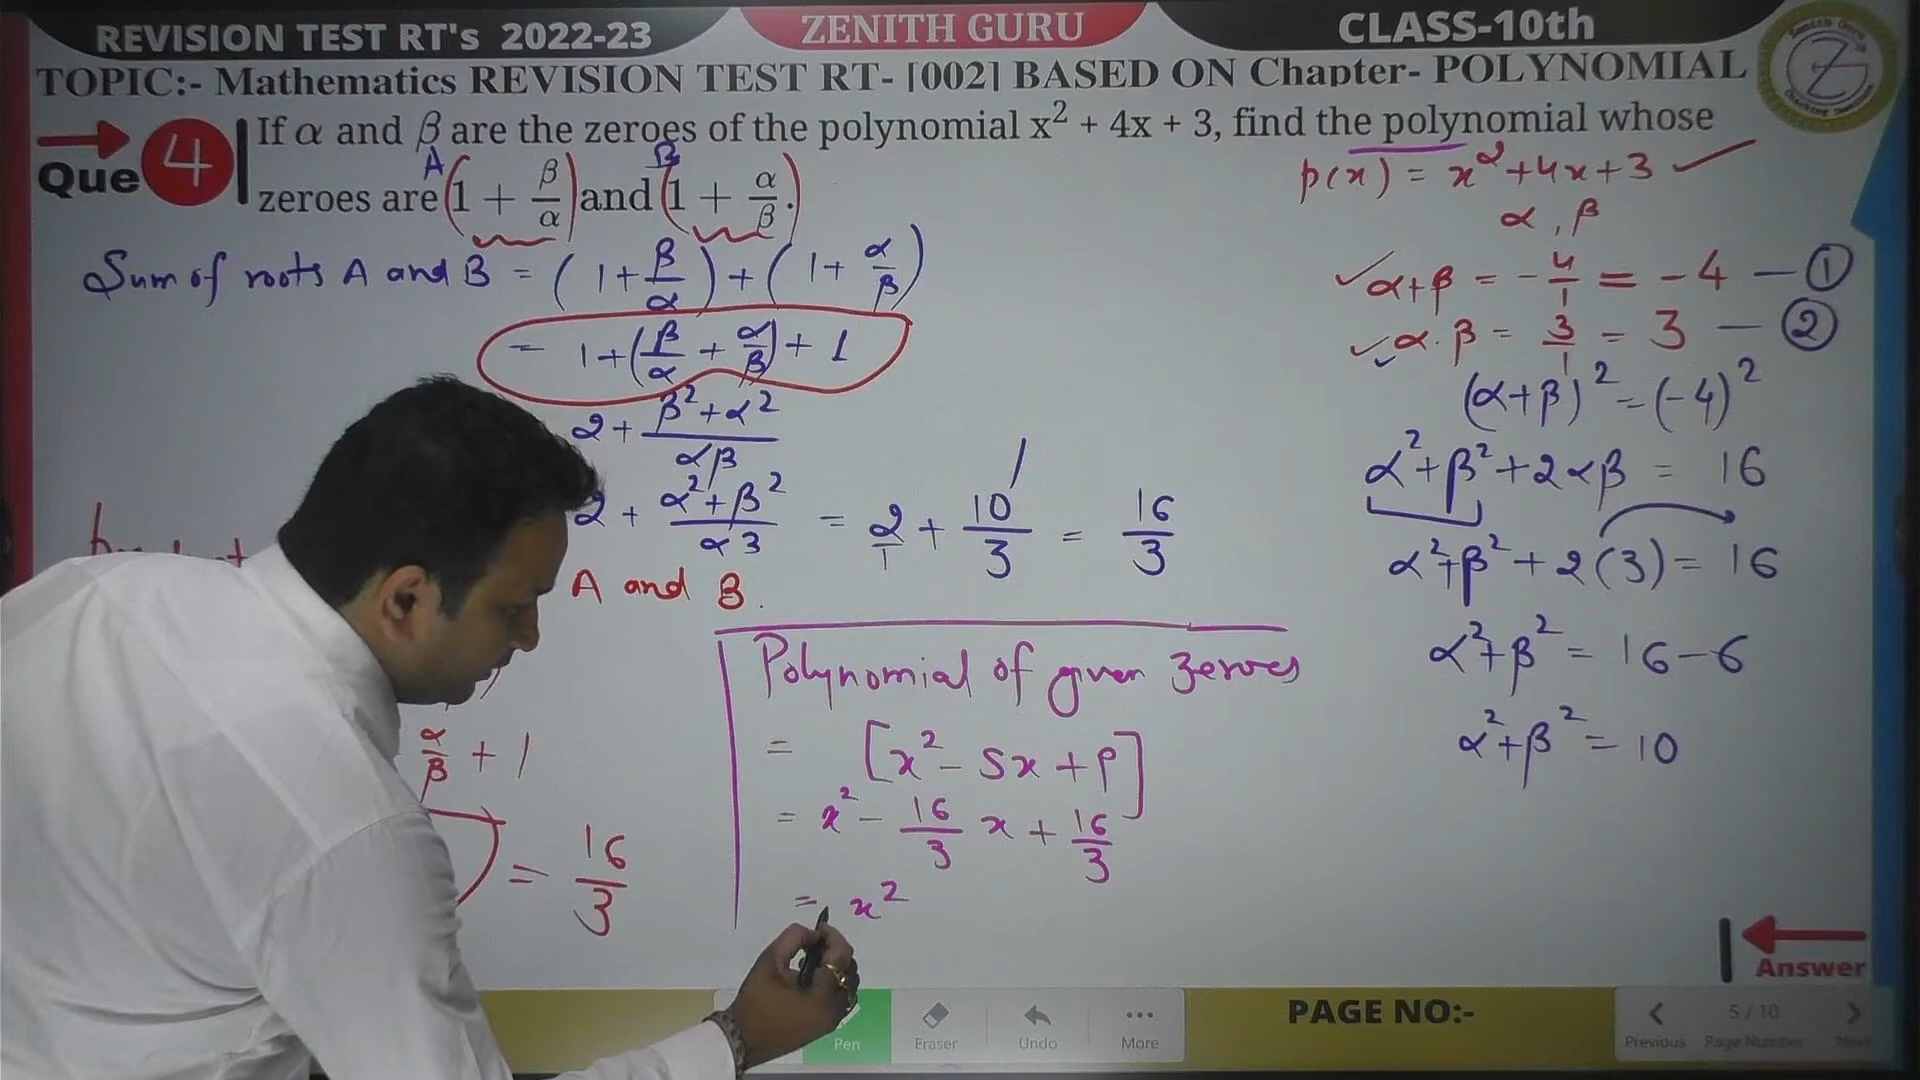 REVISION TEST RT's 2022-23
ZENITH GURU
CLASS-10th
TOPIC:- Mathematics REVISION TEST RT- [002] BASED ON Chapter- POLYNOMIAL
Que 4
If α and β are the zeroes of the polynomial x² + 4x + 3, find the polynomial whose
zeroes are (1 + β/α) and (1 + α/β).
A B
Sum of roots A and B = (1 + β/α) + (1 + α/β)
= 1 + (β/α + α/β) + 1
2 + β² + α² / αβ
2 + α² + β² / α3 = 2/1 + 10/3 = 16/3
A and B.
α/β + 1
= 16/3
Polynomial of given zeroes
= [x² - Sx + P]
= x² - 16/3 x + 16/3
= x²
p(x) = x² + 4x + 3 ✓
α, β
✓ α+β = -4/1 = -4 — ①
✓ α.β = 3/1 = 3 — ②
(α+β)² = (-4)²
α² + β² + 2αβ = 16
α² + β² + 2(3) = 16
α² + β² = 16 - 6
α² + β² = 10
Answer
Pen
Eraser
Undo
More
PAGE NO:-
Previous
5 / 10
Page Number